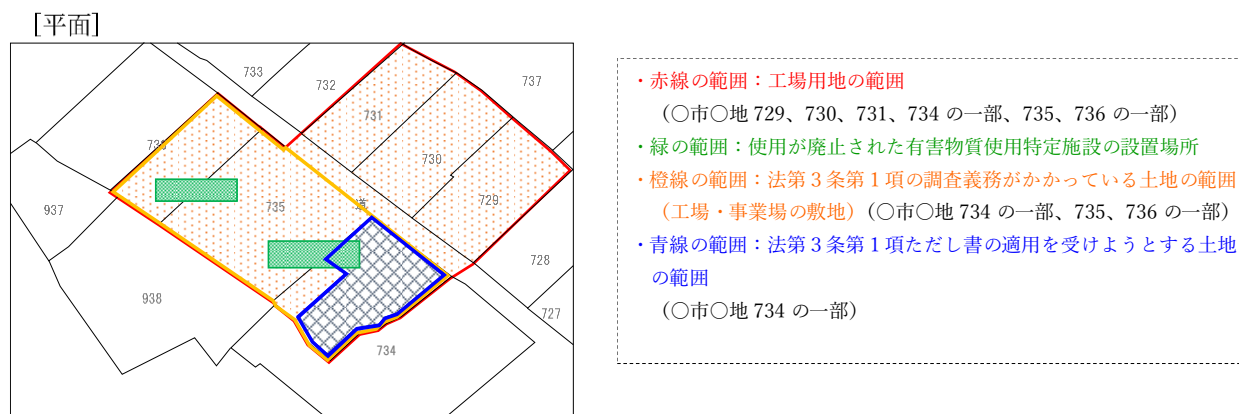 [平面]
733
732
737
731
736
730
729
735
道
937
728
938
727
734
・赤線の範囲：工場用地の範囲
（○市○地 729、730、731、734 の一部、735、736 の一部）
・緑の範囲：使用が廃止された有害物質使用特定施設の設置場所
・橙線の範囲：法第３条第１項の調査義務がかかっている土地の範囲
（工場・事業場の敷地）（○市○地 734 の一部、735、736 の一部）
・青線の範囲：法第３条第１項ただし書の適用を受けようとする土地
の範囲
（○市○地 734 の一部）